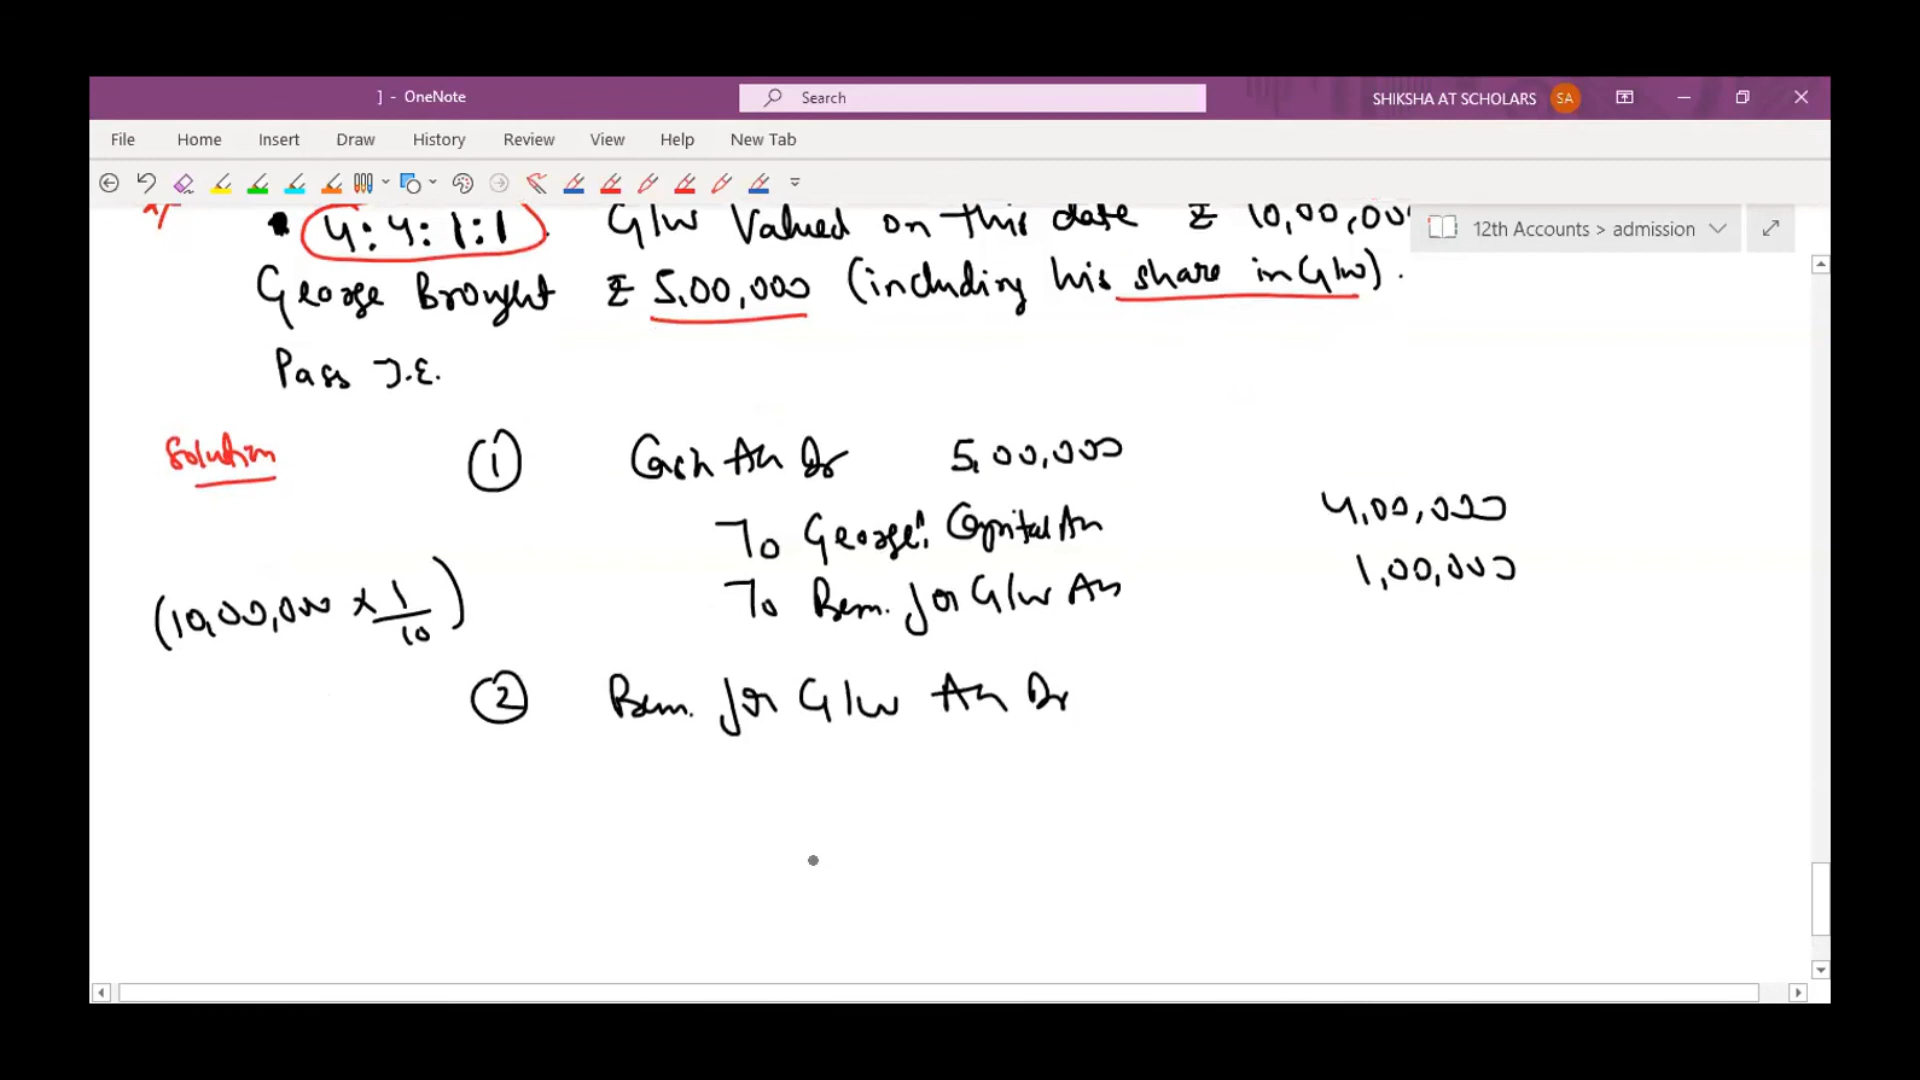 ] - OneNote
Search
SHIKSHA AT SCHOLARS SA
File Home Insert Draw History Review View Help New Tab
12th Accounts > admission
4:4:1:1 G/w Valued on this date ₹ 10,00,000
George Brought ₹ 5,00,000 (including his share in G/w).
Pass J.E.
Solution
① Cash A/c Dr 5,00,000
To George's Capital A/c 4,00,000
To Prem. for G/w A/c 1,00,000
(10,00,000 × 1/10)
② Prem. for G/w A/c Dr